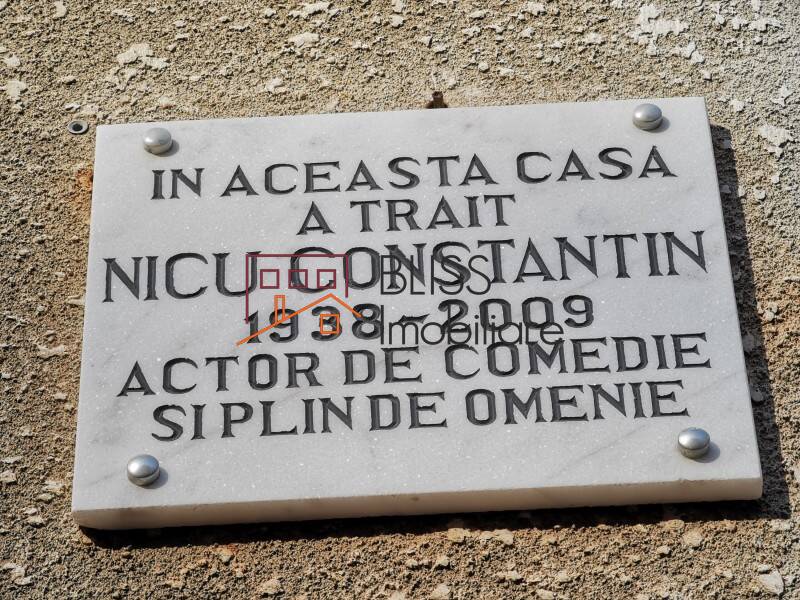 IN ACEASTA CASA
A TRAIT
NICU CONSTANTIN
BLISS
1938-2009
Imobiliare
ACTOR DE COMEDIE
SI PLIN DE OMENIE